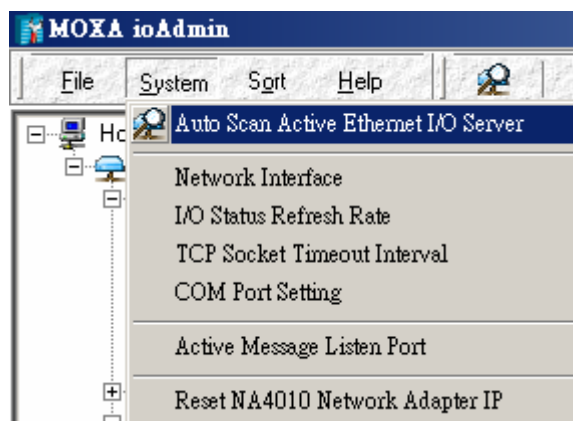 MOXA ioAdmin
File System Sort Help
Auto Scan Active Ethernet I/O Server
Network Interface
I/O Status Refresh Rate
TCP Socket Timeout Interval
COM Port Setting
Active Message Listen Port
Reset NA4010 Network Adapter IP